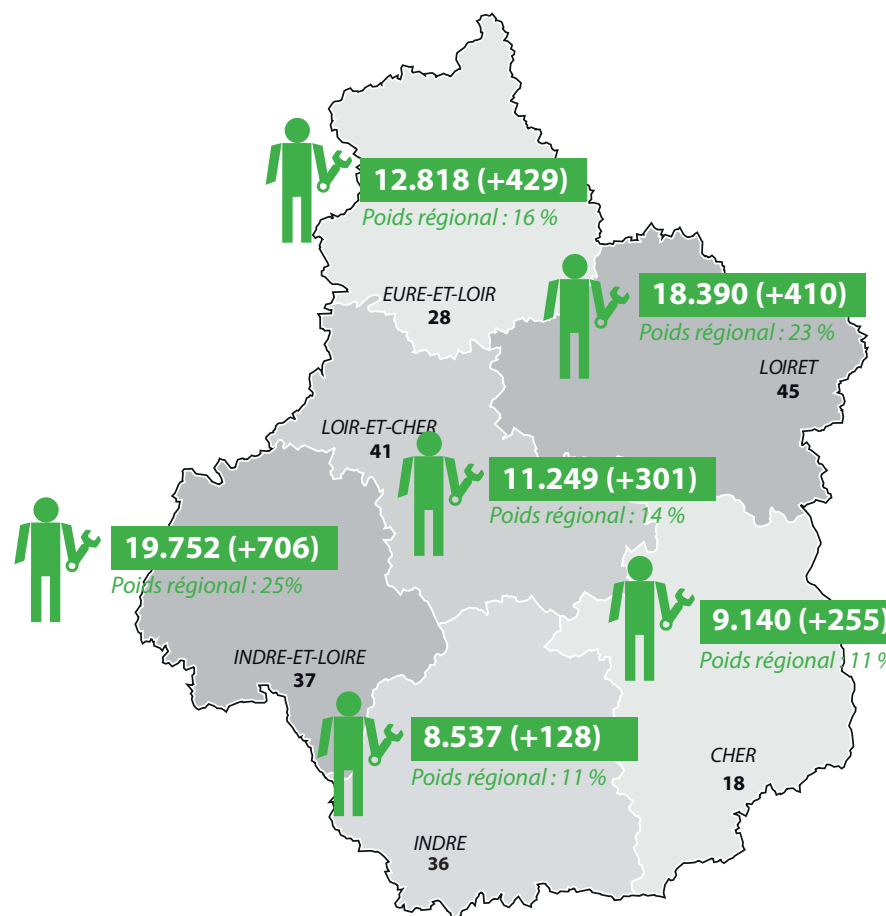 12.818 (+429)
Poids régional : 16 %
EURE-ET-LOIR
28
18.390 (+410)
Poids régional : 23 %
LOIRET
45
LOIR-ET-CHER
41
11.249 (+301)
Poids régional : 14 %
19.752 (+706)
Poids régional : 25%
INDRE-ET-LOIRE
37
9.140 (+255)
Poids régional : 11 %
8.537 (+128)
Poids régional : 11 %
CHER
18
INDRE
36